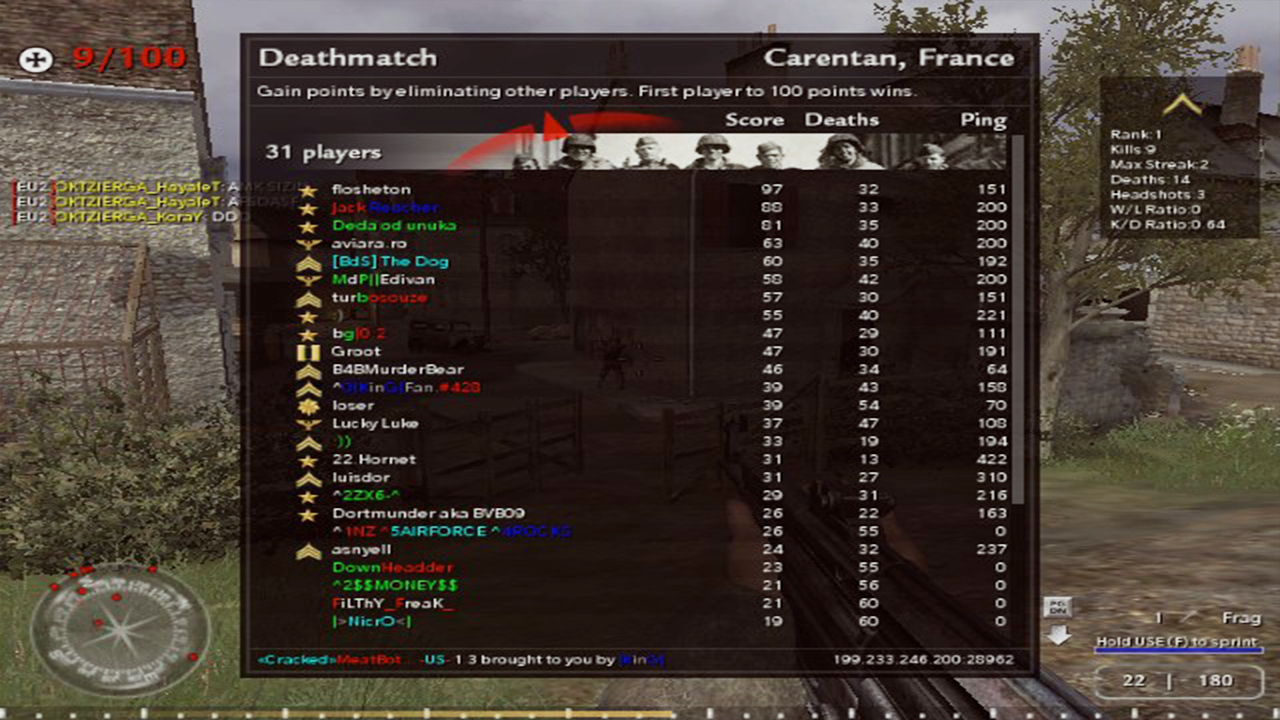 9/100
Deathmatch Carentan, France
Gain points by eliminating other players. First player to 100 points wins.
Score Deaths Ping
31 players
flosheton 97 32 151
Jack Reacher 88 33 200
Deda od unuka 81 35 200
aviara.ro 63 40 200
[BdS] The Dog 60 35 192
MdP||Edivan 58 42 200
turbosouze 57 30 151
:) 55 40 221
bg|0.2 47 29 111
Groot 47 30 191
B4BMurderBear 46 34 64
39 43 158
loser 39 54 70
Lucky Luke 37 47 108
:)) 33 19 194
22.Hornet 31 13 422
luisdor 31 27 310
^2ZX6-^ 29 31 216
Dortmunder aka BVB09 26 22 163
^1NZ ^5AIRFORCE ^4ROCKS 26 55 0
asnyell 24 32 237
DownHeadder 23 55 0
^2$$MONEY$$ 21 56 0
FiLThY_FreaK_ 21 60 0
|>NicrO<| 19 60 0
«Cracked»MeatBot... -US- 1.3 brought to you by |KinG| 199.233.246.200:28962
[EU2 OKTZIERGA_HayaleT:
[EU2 OKTZIERGA_HayaleT:
[EU2 OKTZIERGA_KoraY: DDD
Rank:1
Kills:9
Max Streak:2
Deaths:14
Headshots:3
W/L Ratio:0
K/D Ratio:0.64
PG DN
1 Frag
Hold USE (F) to sprint
22 | 180